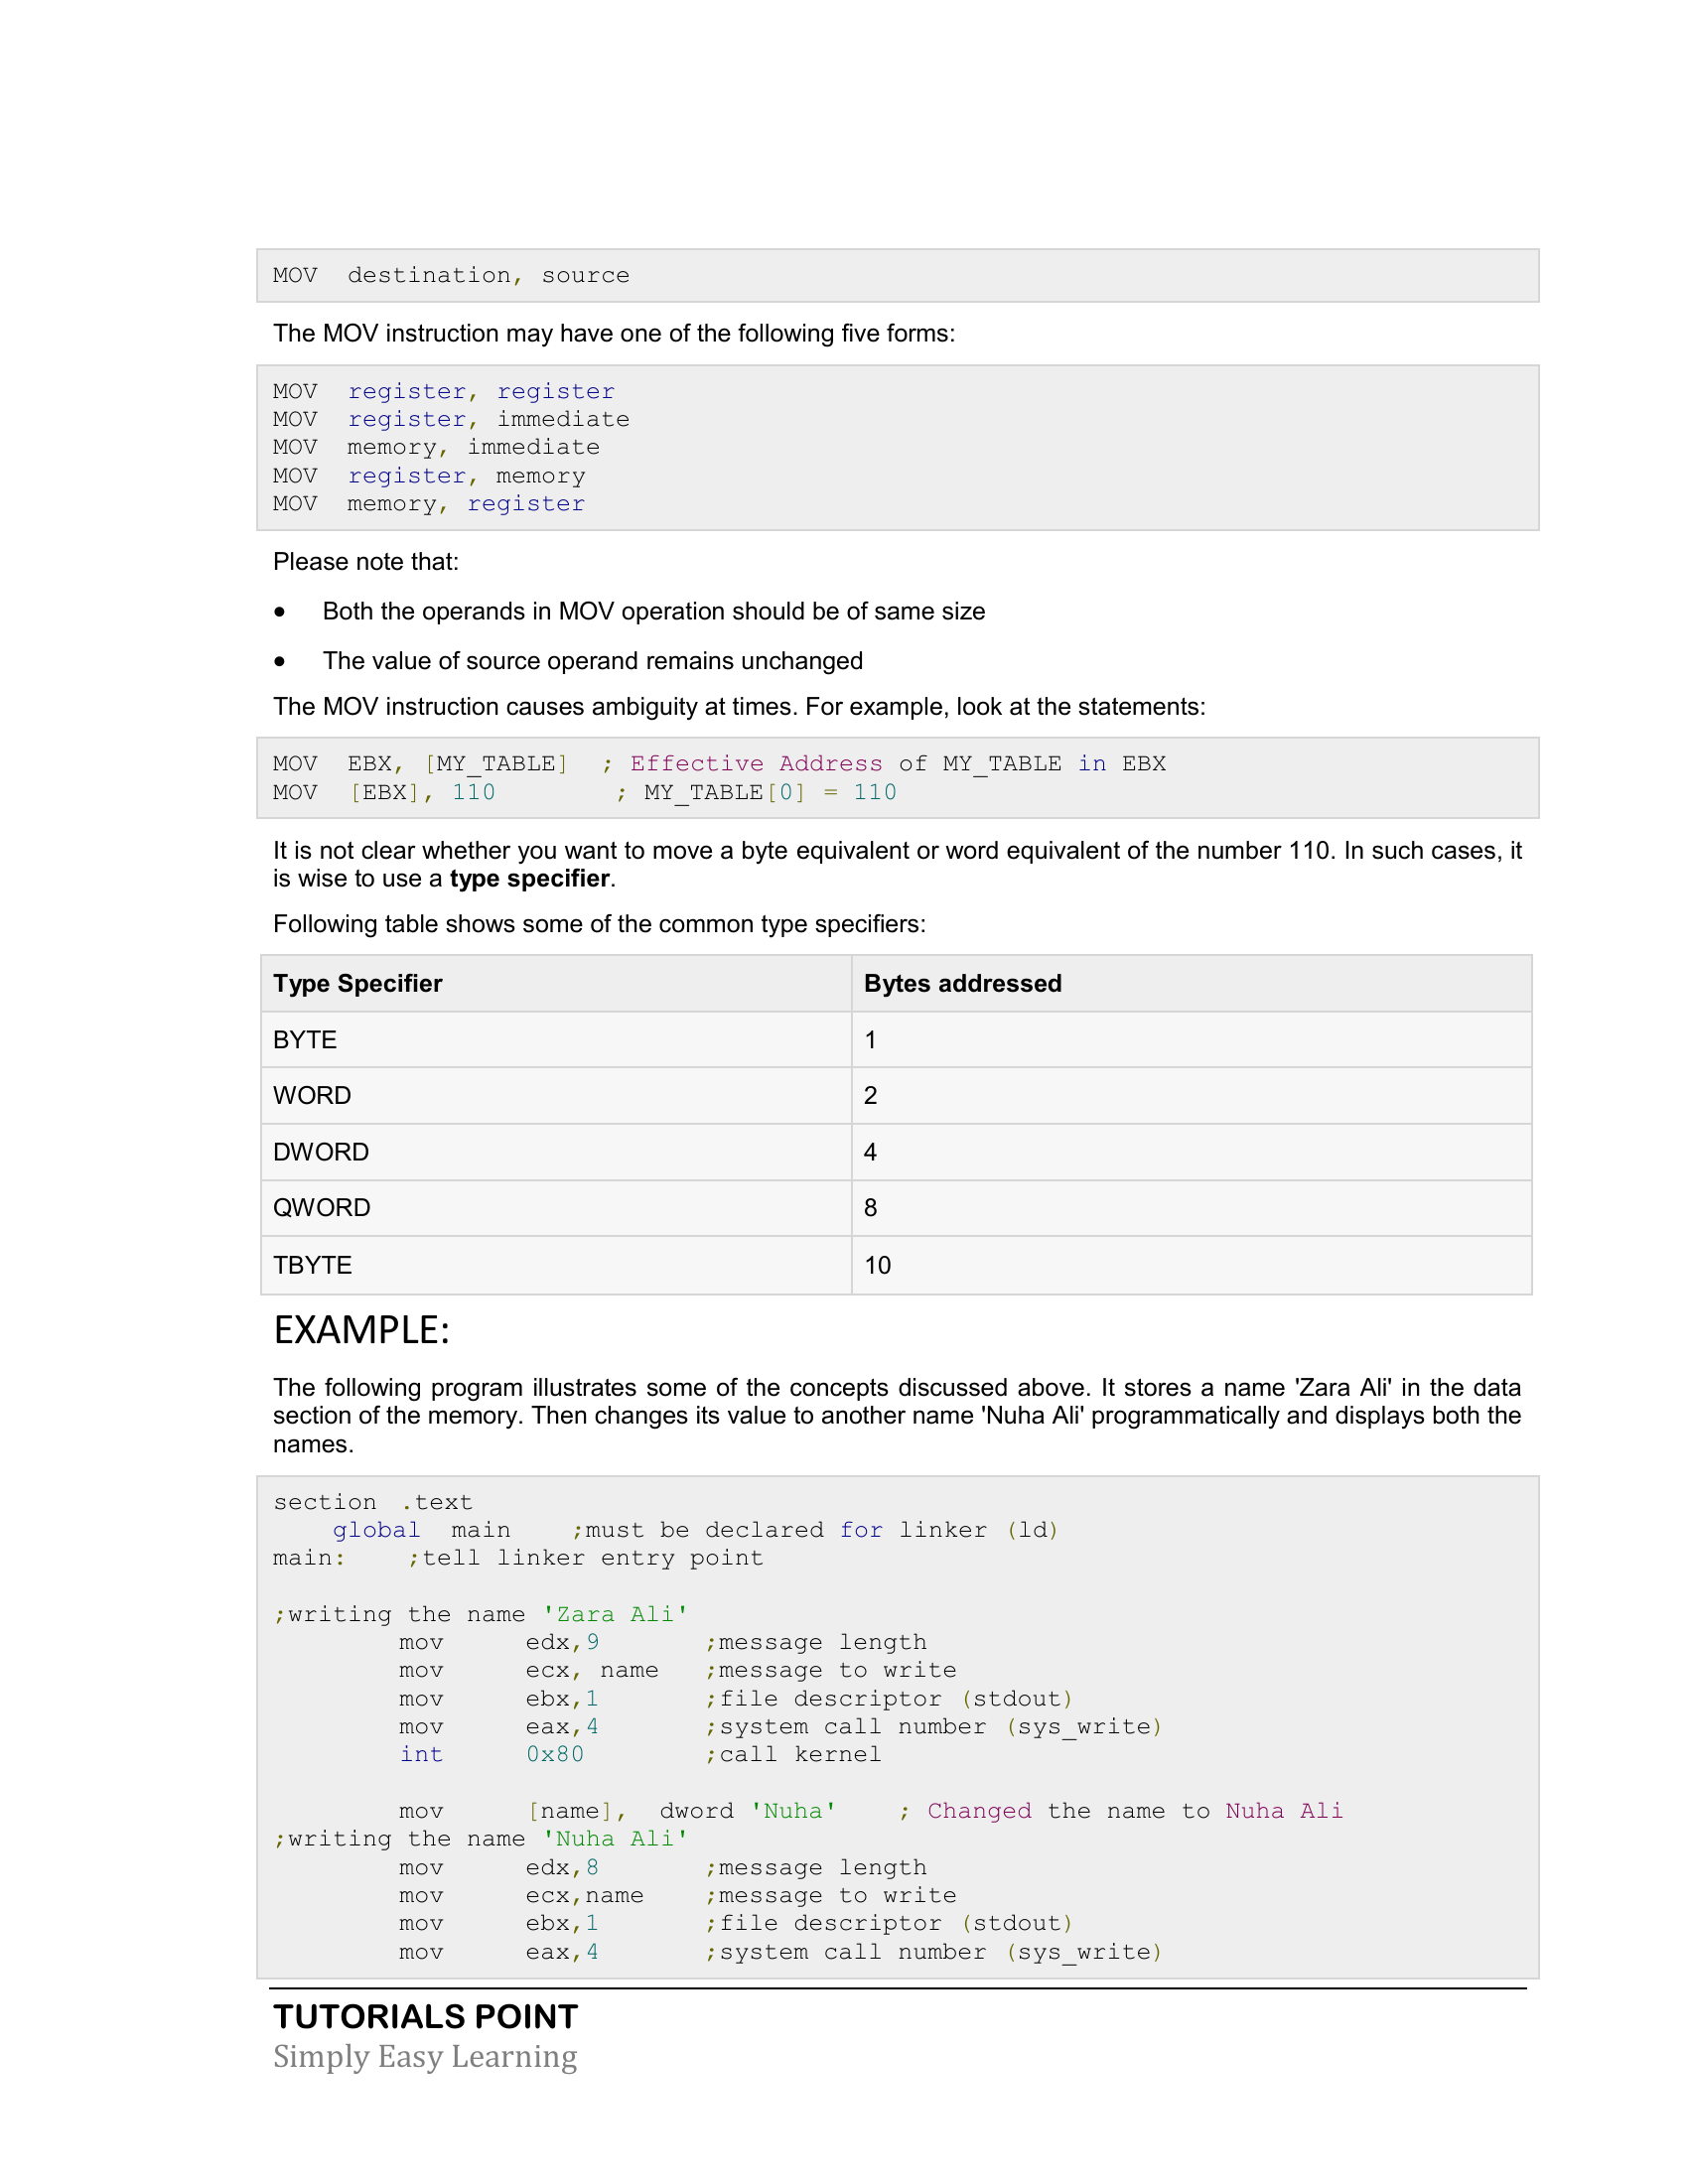 MOV  destination, source
The MOV instruction may have one of the following five forms:
MOV  register, register
MOV  register, immediate
MOV  memory, immediate
MOV  register, memory
MOV  memory, register
Please note that:
• Both the operands in MOV operation should be of same size
• The value of source operand remains unchanged
The MOV instruction causes ambiguity at times. For example, look at the statements:
MOV  EBX, [MY_TABLE]  ; Effective Address of MY_TABLE in EBX
MOV  [EBX], 110        ; MY_TABLE[0] = 110
It is not clear whether you want to move a byte equivalent or word equivalent of the number 110. In such cases, it
is wise to use a type specifier.
Following table shows some of the common type specifiers:
Type Specifier Bytes addressed
BYTE 1
WORD 2
DWORD 4
QWORD 8
TBYTE 10
EXAMPLE:
The following program illustrates some of the concepts discussed above. It stores a name 'Zara Ali' in the data
section of the memory. Then changes its value to another name 'Nuha Ali' programmatically and displays both the
names.
section .text
    global  main    ;must be declared for linker (ld)
main:    ;tell linker entry point
;writing the name 'Zara Ali'
        mov     edx,9       ;message length
        mov     ecx, name   ;message to write
        mov     ebx,1       ;file descriptor (stdout)
        mov     eax,4       ;system call number (sys_write)
        int     0x80        ;call kernel
        mov     [name],  dword 'Nuha'    ; Changed the name to Nuha Ali
;writing the name 'Nuha Ali'
        mov     edx,8       ;message length
        mov     ecx,name    ;message to write
        mov     ebx,1       ;file descriptor (stdout)
        mov     eax,4       ;system call number (sys_write)
TUTORIALS POINT
Simply Easy Learning